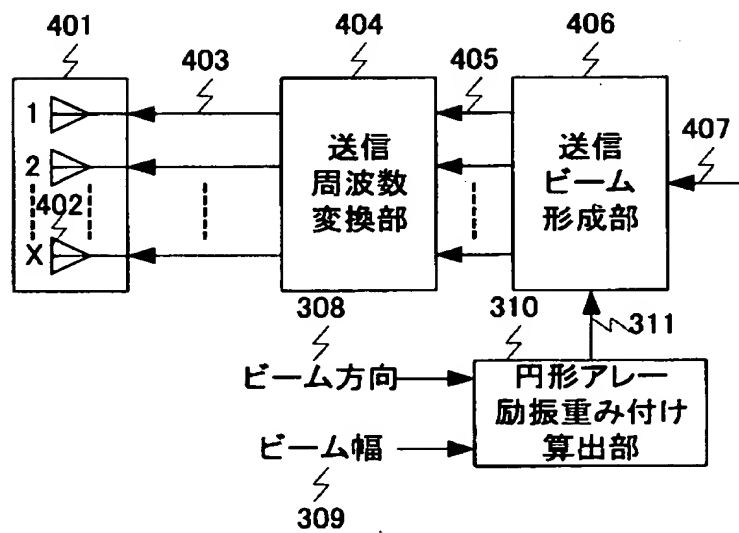 401
403
404
405
406
407
1
2
402
X
送信
周波数
変換部
送信
ビーム
形成部
308
310
311
ビーム方向
円形アレー
励振重み付け
算出部
ビーム幅
309